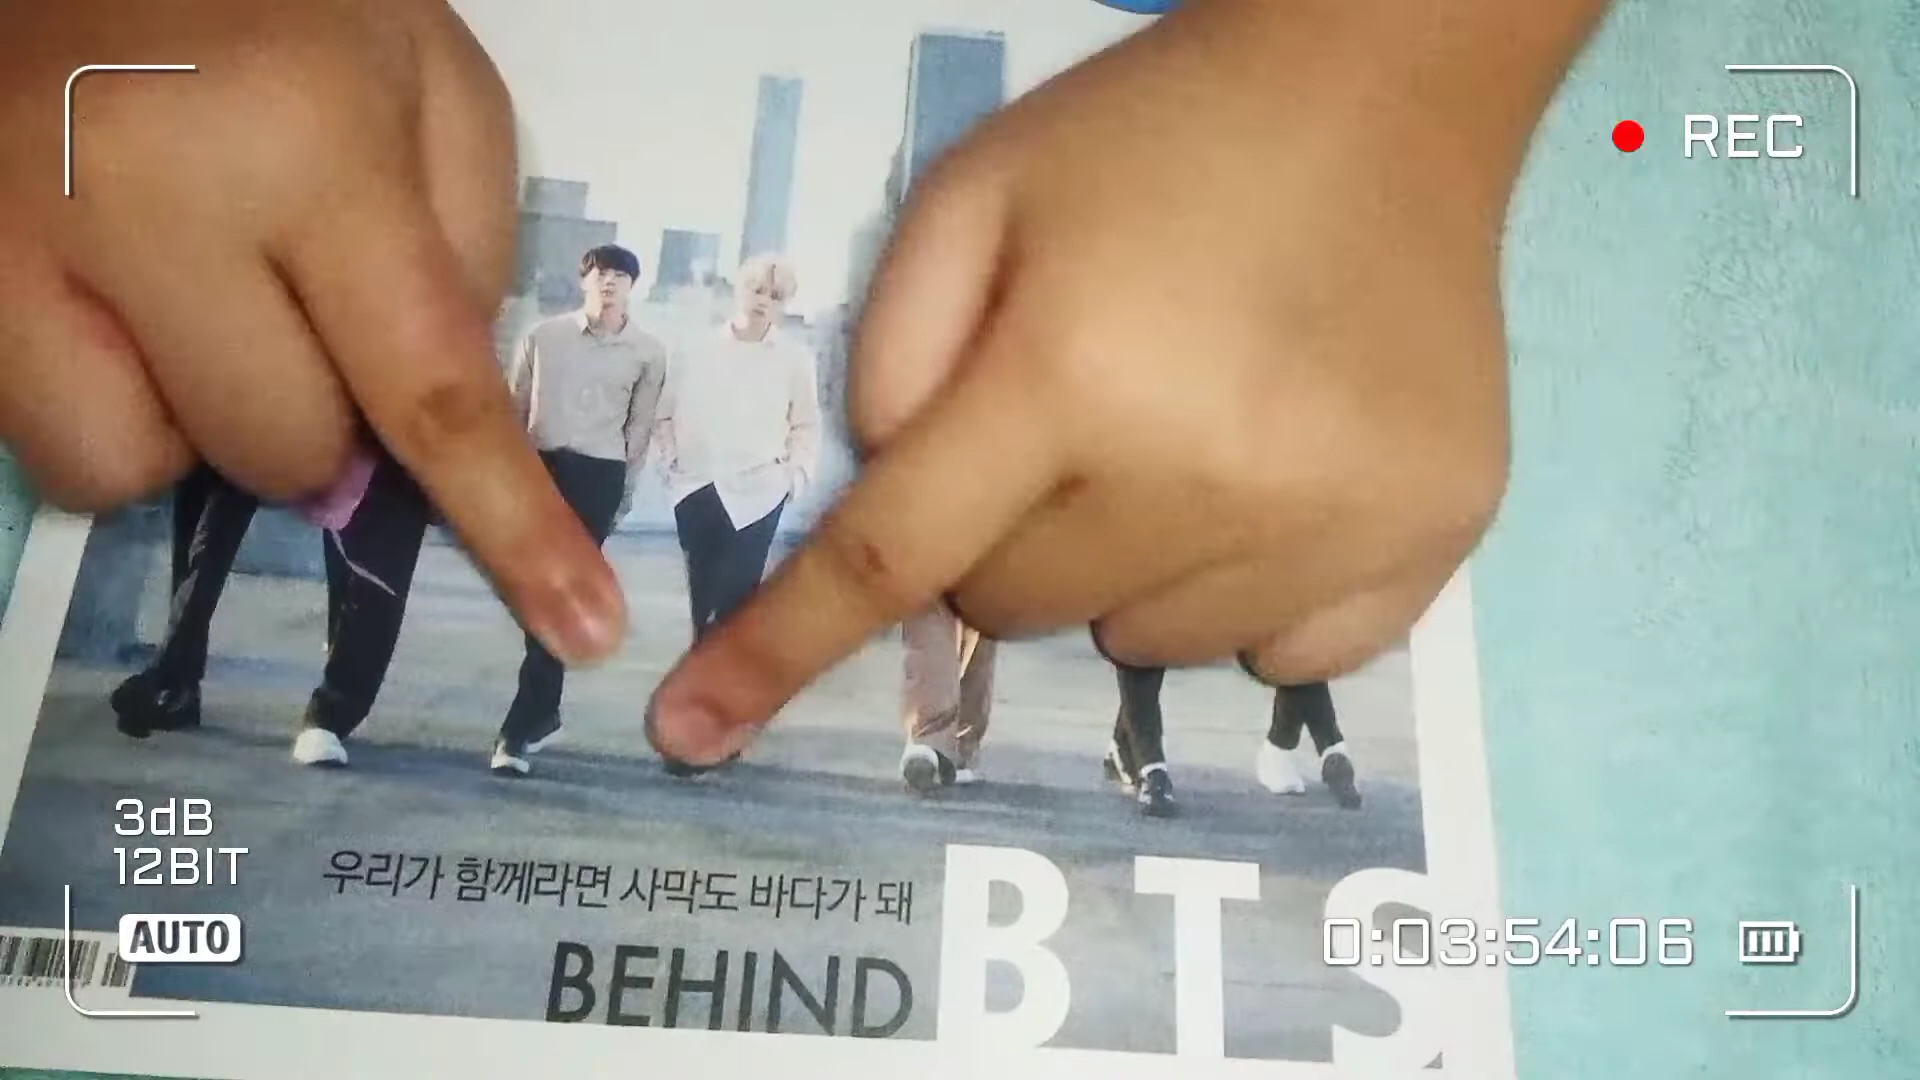 REC
3dB
12BIT
AUTO
우리가 함께라면 사막도 바다가 돼
BEHIND BTS
0:03:54:06